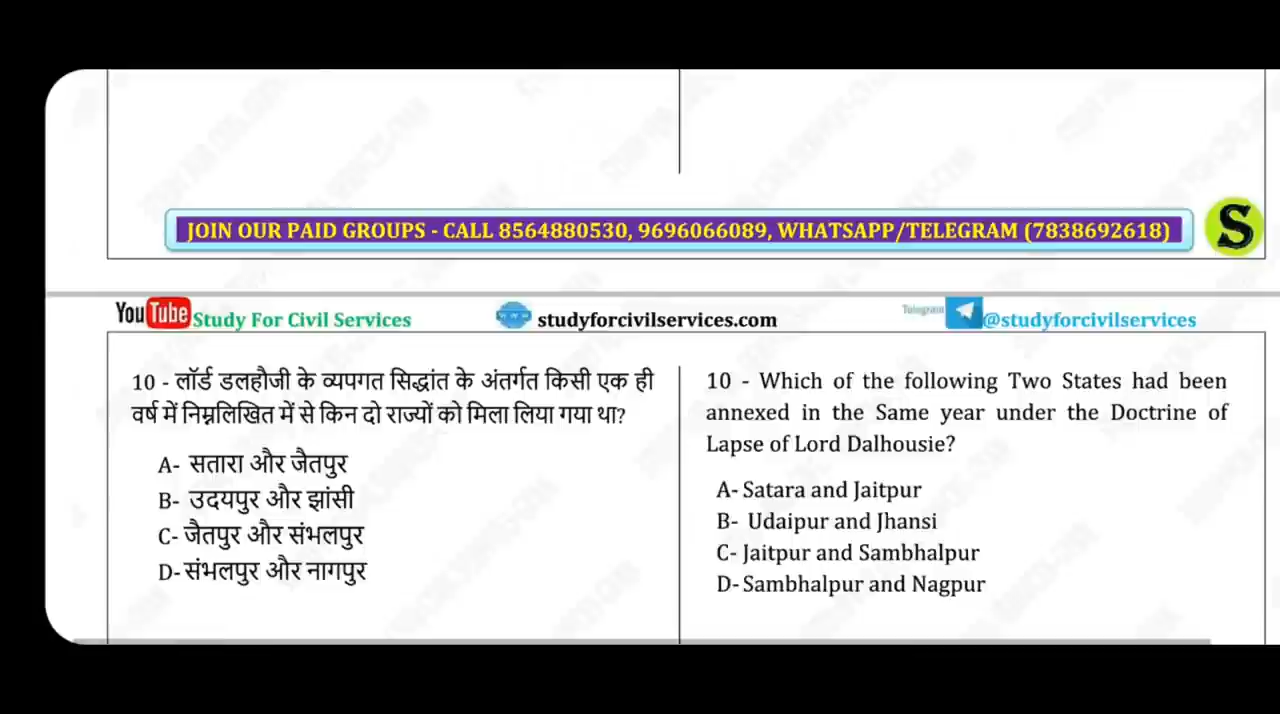 JOIN OUR PAID GROUPS - CALL 8564880530, 9696066089, WHATSAPP/TELEGRAM (7838692618)
S
YouTube Study For Civil Services
WWW studyforcivilservices.com
Telegram @studyforcivilservices
10 - लॉर्ड डलहौजी के व्यपगत सिद्धांत के अंतर्गत किसी एक ही
वर्ष में निम्नलिखित में से किन दो राज्यों को मिला लिया गया था?
A- सतारा और जैतपुर
B- उदयपुर और झांसी
C- जैतपुर और संभलपुर
D- संभलपुर और नागपुर
10 - Which of the following Two States had been
annexed in the Same year under the Doctrine of
Lapse of Lord Dalhousie?
A- Satara and Jaitpur
B- Udaipur and Jhansi
C- Jaitpur and Sambhalpur
D- Sambhalpur and Nagpur